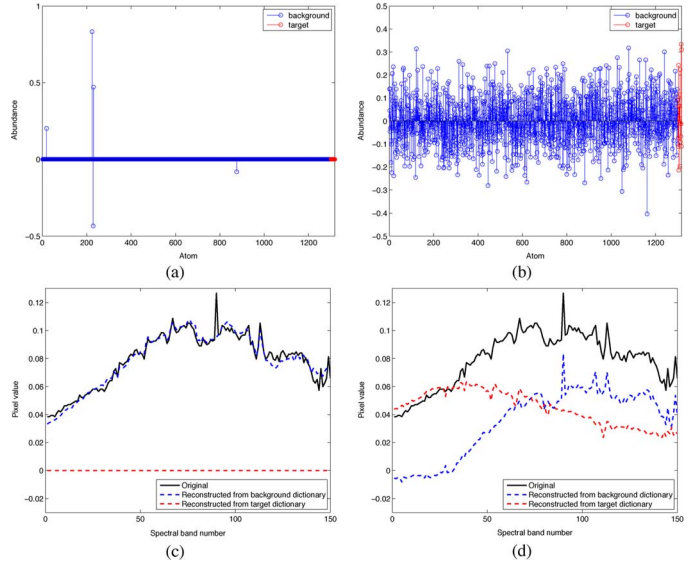 1
0.5
0
−0.5
0 200 400 600 800 1000 1200
Abundance
Atom
background
target
(a)
0.5
0.4
0.3
0.2
0.1
0
−0.1
−0.2
−0.3
−0.4
−0.5
0 200 400 600 800 1000 1200
Abundance
Atom
background
target
(b)
0.12
0.1
0.08
0.06
0.04
0.02
0
−0.02
0 50 100 150
Pixel value
Spectral band number
Original
Reconstructed from background dictionary
Reconstructed from target dictionary
(c)
0.12
0.1
0.08
0.06
0.04
0.02
0
−0.02
0 50 100 150
Pixel value
Spectral band number
Original
Reconstructed from background dictionary
Reconstructed from target dictionary
(d)